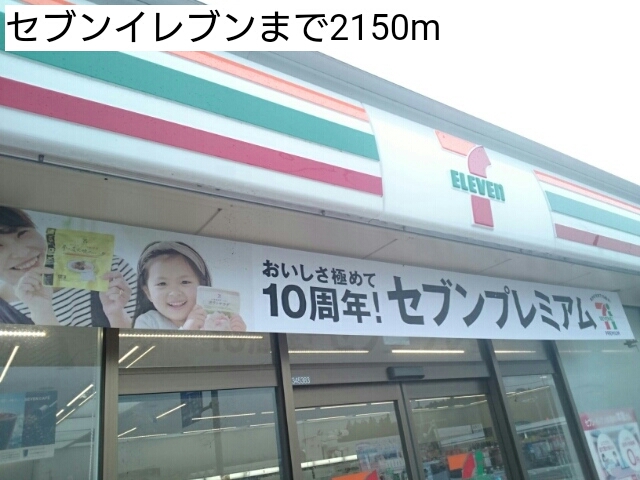 セブンイレブンまで2150m
7
ELEVEN
おいしさ極めて
10周年!
セブンプレミアム